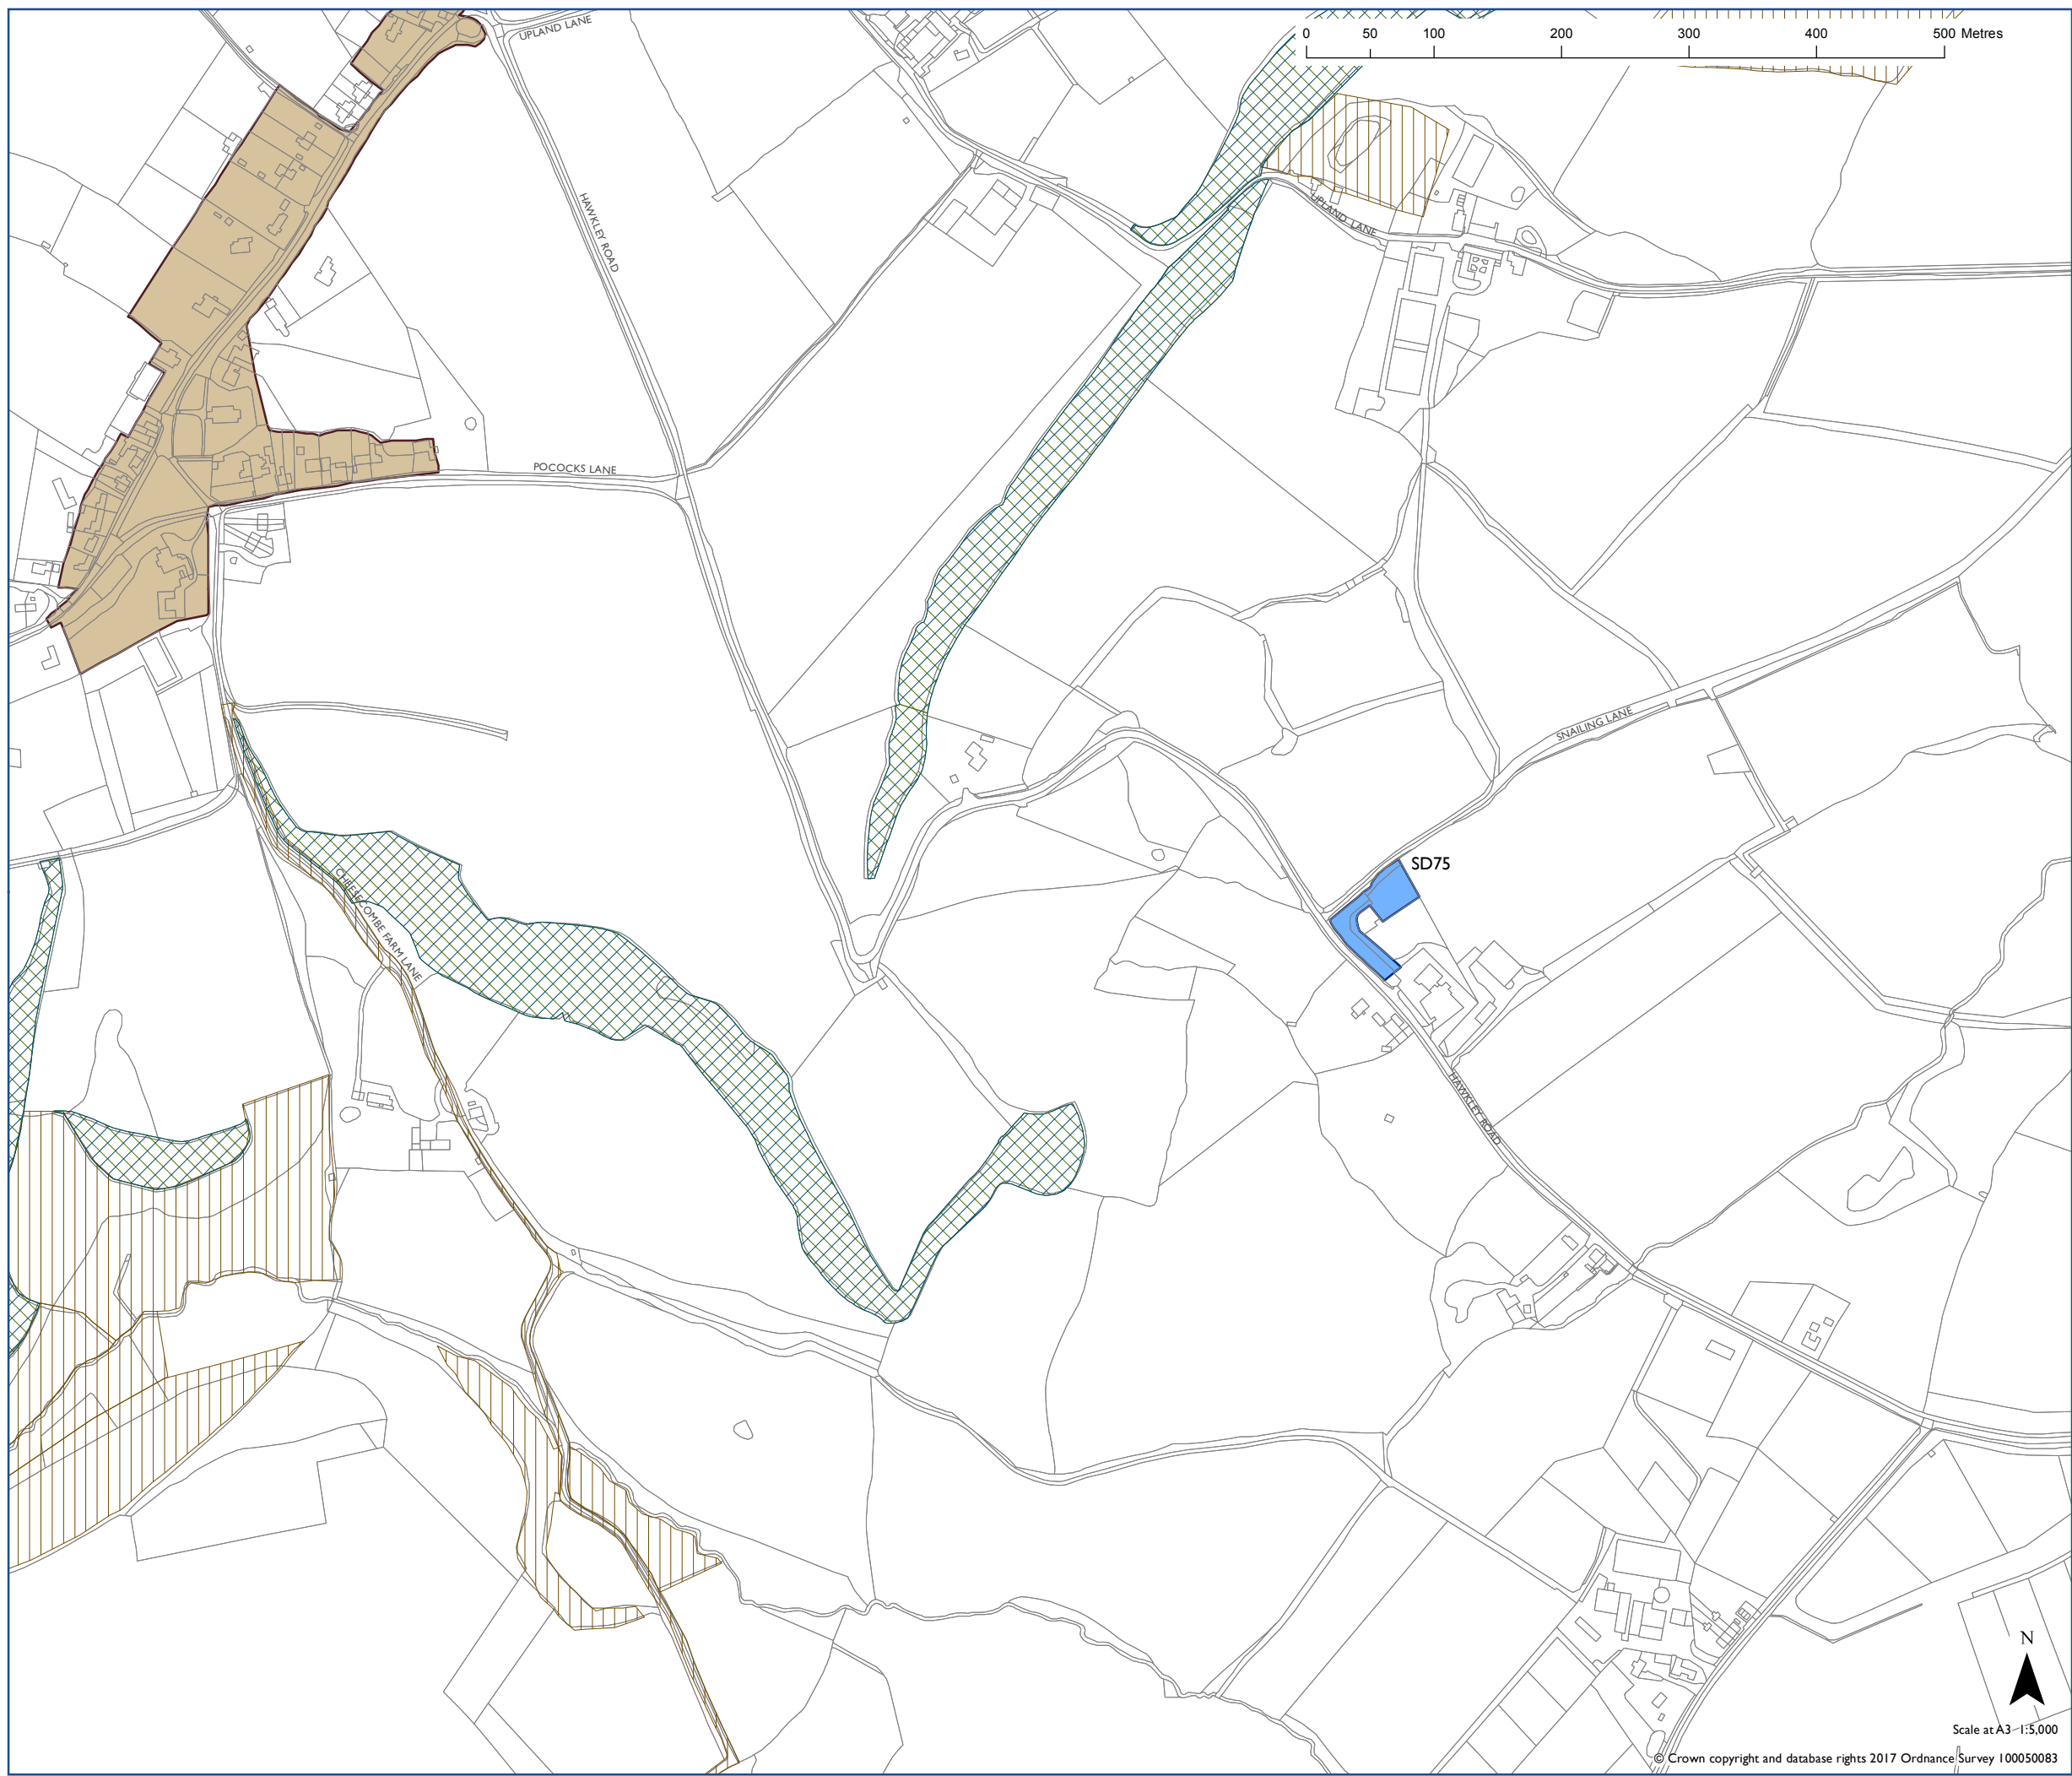 UPLAND LANE
0 50 100 200 300 400 500 Metres
HAWKLEY ROAD
UPLAND LANE
POCOCKS LANE
SNAILING LANE
SD75
CHEESECOMBE FARM LANE
HAWKLEY ROAD
N
Scale at A3 1:5,000
© Crown copyright and database rights 2017 Ordnance Survey 100050083